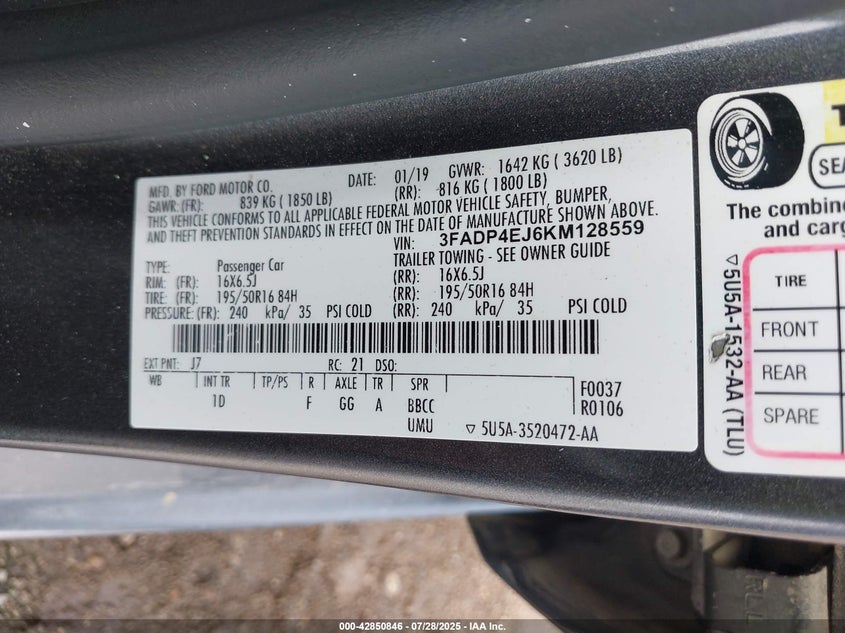 MFD. BY FORD MOTOR CO.
DATE: 01/19 GVWR: 1642 KG ( 3620 LB)
GAWR: (FR): 839 KG ( 1850 LB) (RR): 816 KG ( 1800 LB)
THIS VEHICLE CONFORMS TO ALL APPLICABLE FEDERAL MOTOR VEHICLE SAFETY, BUMPER,
AND THEFT PREVENTION STANDARDS IN EFFECT ON THE DATE OF MANUFACTURE SHOWN ABOVE.
VIN: 3FADP4EJ6KM128559
TRAILER TOWING - SEE OWNER GUIDE
TYPE: Passenger Car
RIM: (FR): 16X6.5J (RR): 16X6.5J
TIRE: (FR): 195/50R16 84H (RR): 195/50R16 84H
PRESSURE: (FR): 240 kPa/ 35 PSI COLD (RR): 240 kPa/ 35 PSI COLD
EXT PNT: J7 RC: 21 DSO:
WB INT TR TP/PS R AXLE TR SPR F0037
1D F GG A BBCC R0106
UMU ▽ 5U5A-3520472-AA
SEA
The combine
and carg
TIRE
FRONT
REAR
SPARE
▽5U5A-1532-AA (TLU)
000-42850846 - 07/28/2025 - IAA Inc.